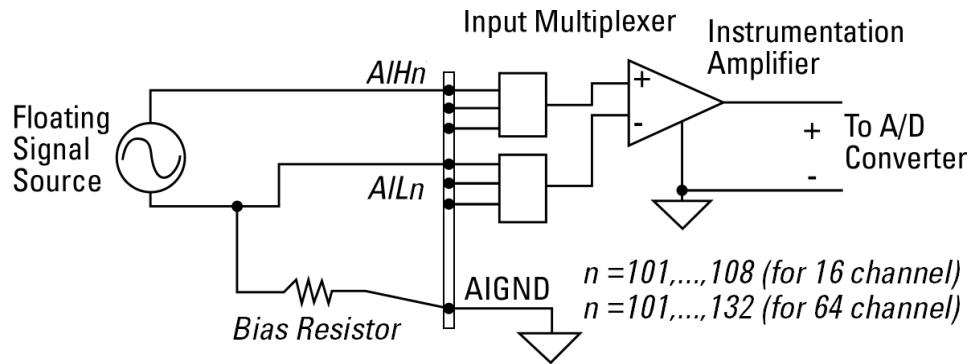 Input Multiplexer
Instrumentation
Amplifier
AIHn
Floating
Signal
Source
+
-
+
To A/D
Converter
-
AILn
AIGND
n =101,...,108 (for 16 channel)
n =101,...,132 (for 64 channel)
Bias Resistor